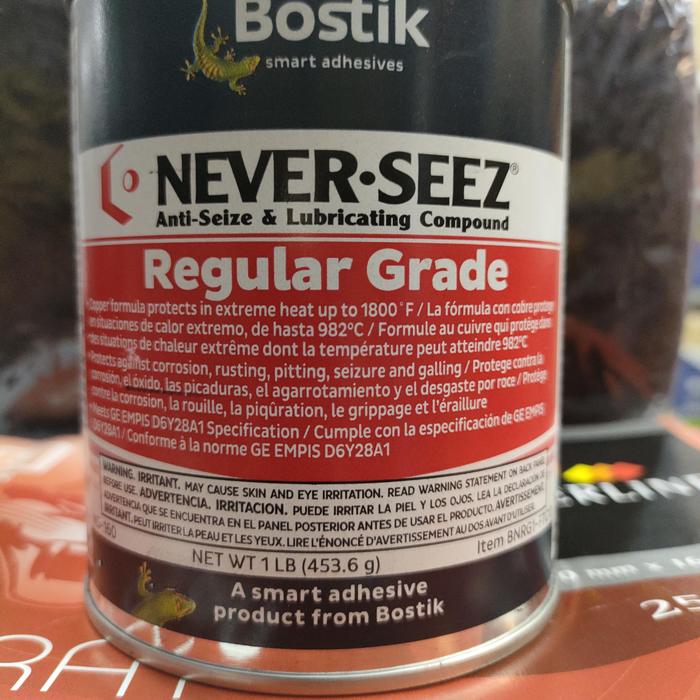 Bostik
smart adhesives
NEVER·SEEZ®
Anti-Seize & Lubricating Compound
Regular Grade
Copper formula protects in extreme heat up to 1800°F / La fórmula con cobre protege
en situaciones de calor extremo, de hasta 982°C / Formule au cuivre qui protège dans
des situations de chaleur extrême dont la température peut atteindre 982°C
• Protects against corrosion, rusting, pitting, seizure and galling / Protege contra la
corrosión, el óxido, las picaduras, el agarrotamiento y el desgaste por roce / Protège
contre la corrosion, la rouille, la piqûration, le grippage et l'éraillure
• Meets GE EMPIS D6Y28A1 Specification / Cumple con la especificación de GE EMPIS
D6Y28A1 / Conforme à la norme GE EMPIS D6Y28A1
WARNING. IRRITANT. MAY CAUSE SKIN AND EYE IRRITATION. READ WARNING STATEMENT ON BACK PANEL
BEFORE USE. ADVERTENCIA. IRRITACION. PUEDE IRRITAR LA PIEL Y LOS OJOS. LEA LA DECLARACIÓN DE
ADVERTENCIA QUE SE ENCUENTRA EN EL PANEL POSTERIOR ANTES DE USAR EL PRODUCTO. AVERTISSEMENT.
IRRITANT. PEUT IRRITER LA PEAU ET LES YEUX. LIRE L'ÉNONCÉ D'AVERTISSEMENT AU DOS AVANT D'UTILISER.
-160
Item
NET WT 1 LB (453.6 g)
A smart adhesive
product from Bostik
ERLIN
mm x
25
RAT